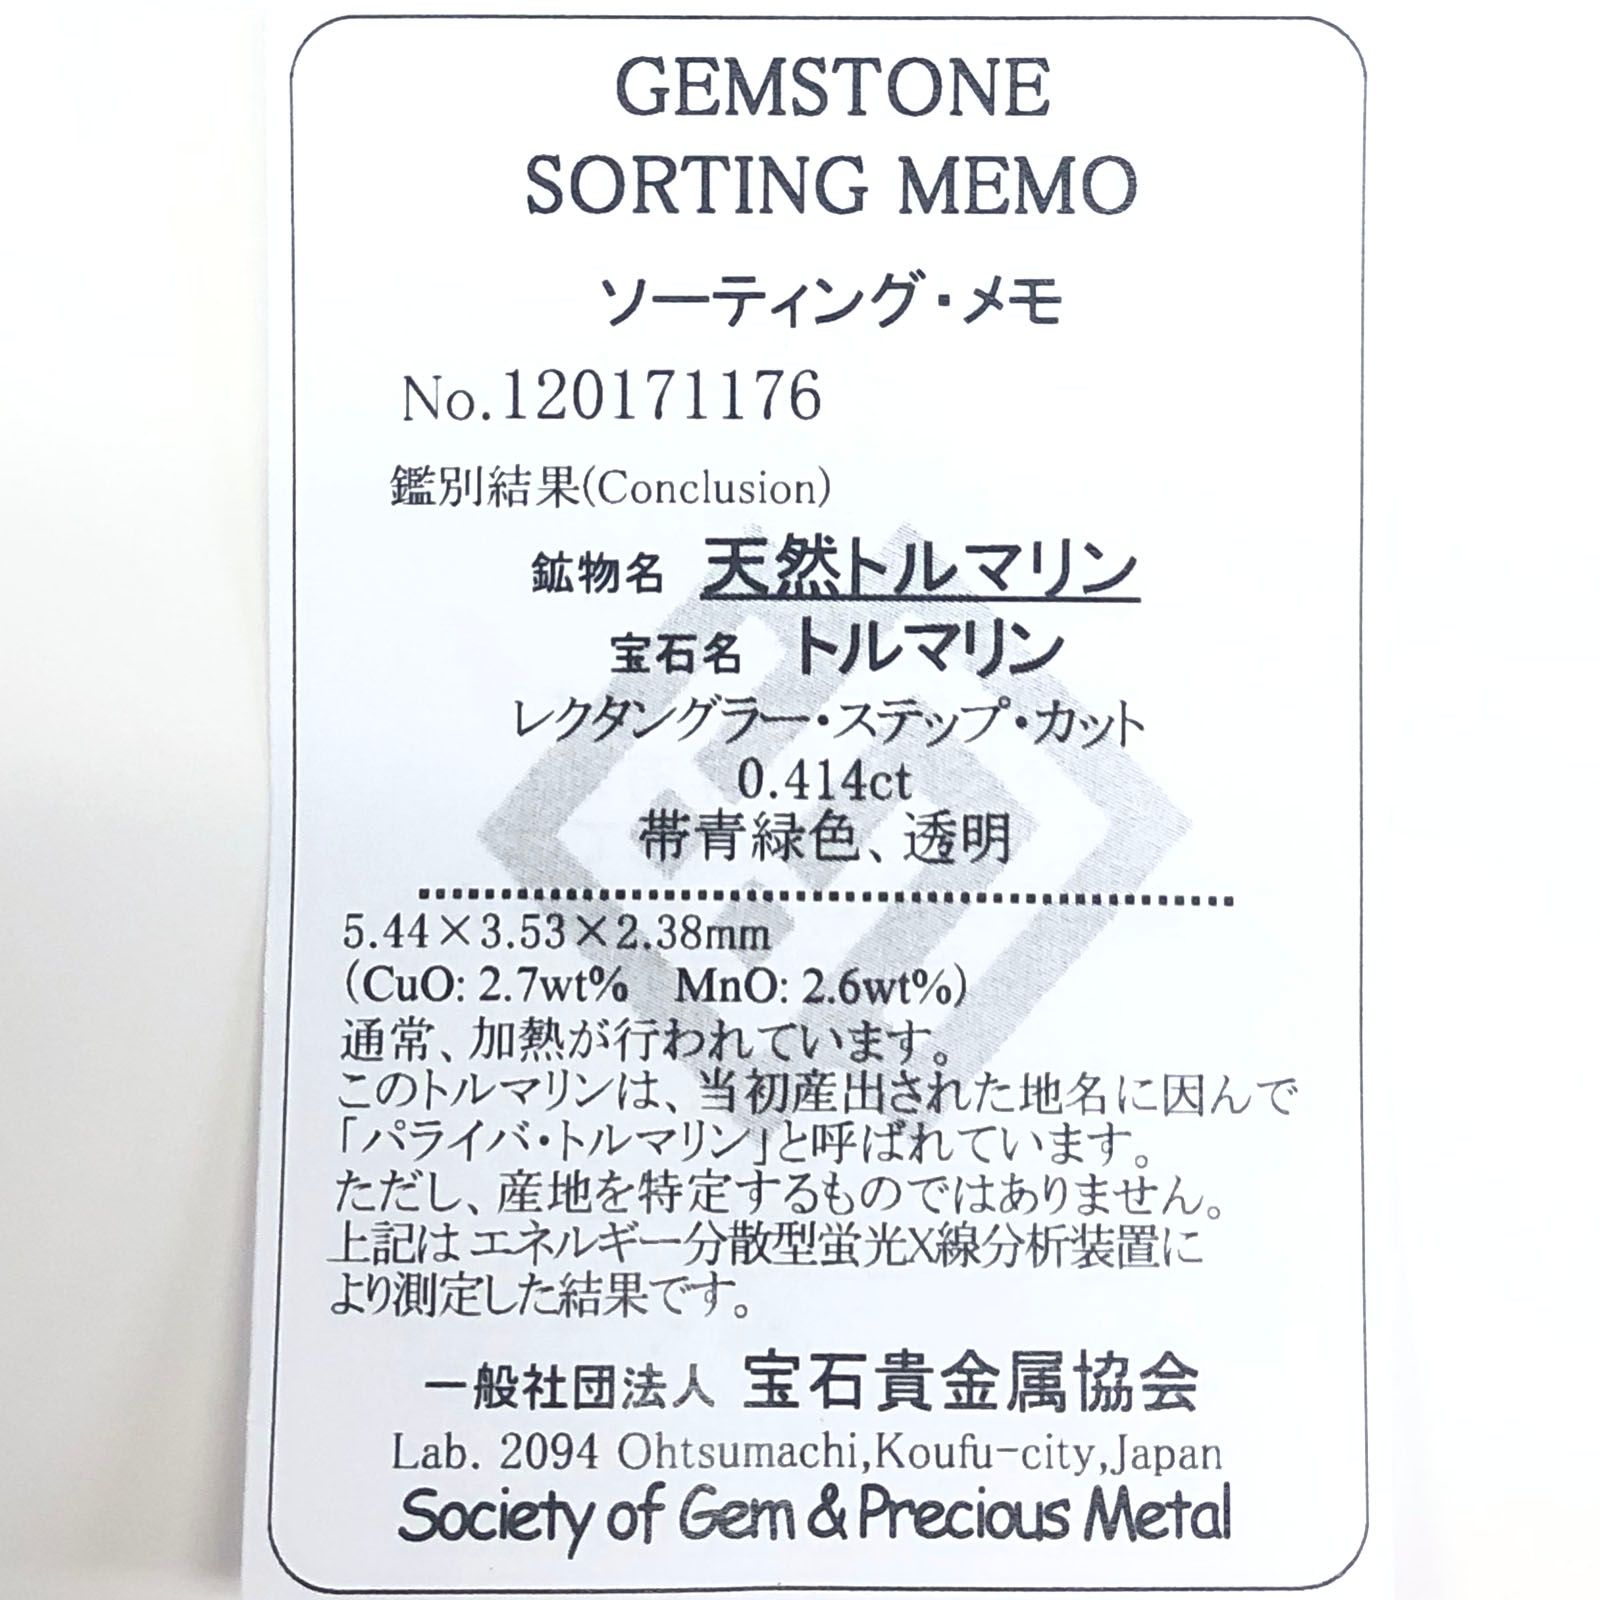 GEMSTONE
SORTING MEMO
ソーティング・メモ
No.120171176
鑑別結果(Conclusion)
鉱物名 天然トルマリン
宝石名 トルマリン
レクタングラー・ステップ・カット
0.414ct
帯青緑色、透明
5.44×3.53×2.38mm
(CuO: 2.7wt% MnO: 2.6wt%)
通常、加熱が行われています。
このトルマリンは、当初産出された地名に因んで
「パライバ・トルマリン」と呼ばれています。
ただし、産地を特定するものではありません。
上記はエネルギー分散型蛍光X線分析装置に
より測定した結果です。
一般社団法人 宝石貴金属協会
Lab. 2094 Ohtsumachi,Koufu-city,Japan
Society of Gem & Precious Metal